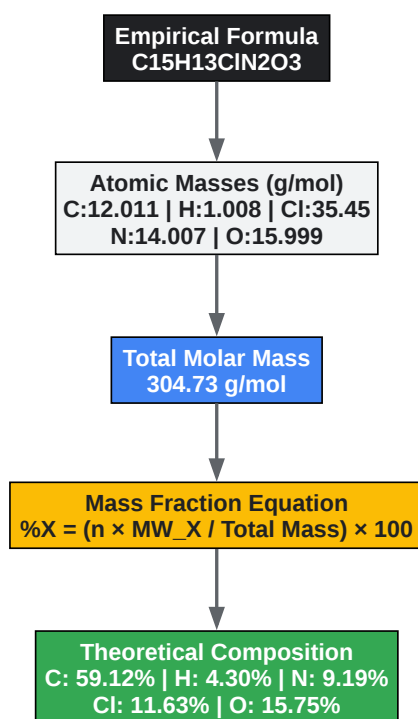 Empirical Formula
C15H13ClN2O3
Atomic Masses (g/mol)
C:12.011 | H:1.008 | Cl:35.45
N:14.007 | O:15.999
Total Molar Mass
304.73 g/mol
Mass Fraction Equation
%X = (n × MW_X / Total Mass) × 100
Theoretical Composition
C: 59.12% | H: 4.30% | N: 9.19%
Cl: 11.63% | O: 15.75%